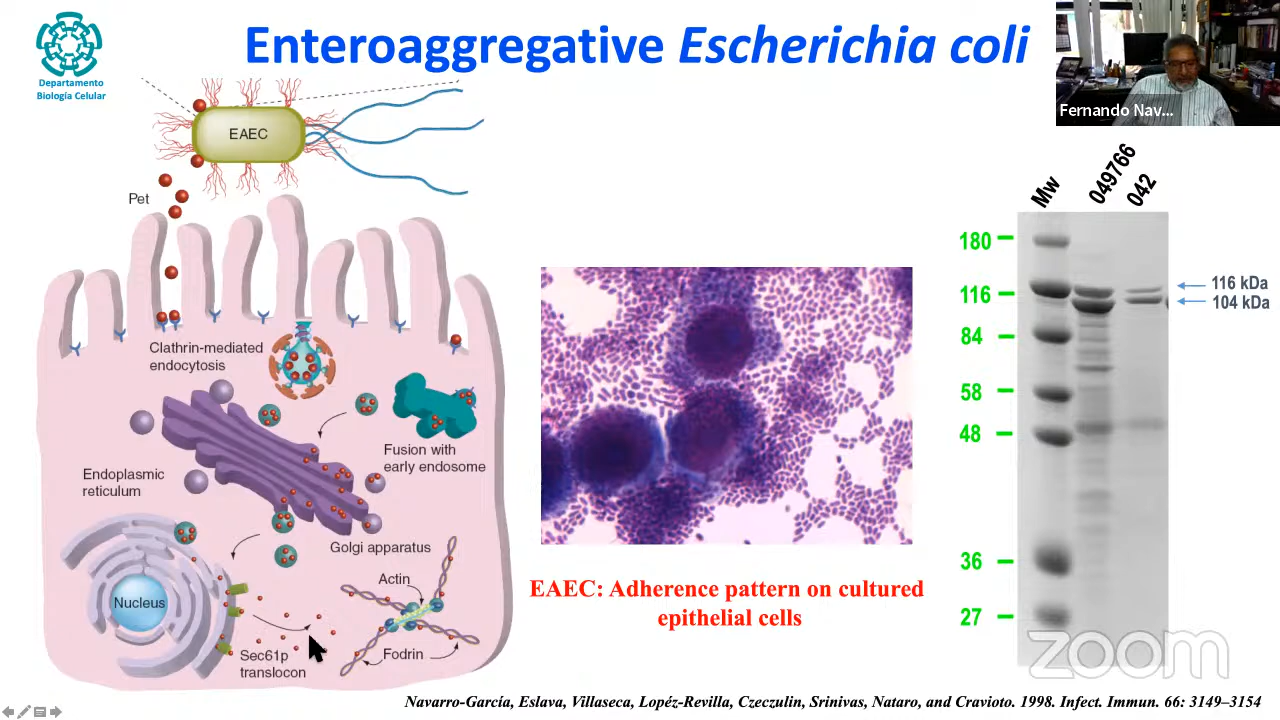 Enteroaggregative Escherichia coli
Departamento
Biología Celular
Fernando Nav...
EAEC
Pet
Clathrin-mediated
endocytosis
Fusion with
early endosome
Endoplasmic
reticulum
Golgi apparatus
Actin
Nucleus
Fodrin
Sec61p
translocon
EAEC: Adherence pattern on cultured
epithelial cells
Mw
049766
042
180
116
84
58
48
36
27
116 kDa
104 kDa
zoom
Navarro-García, Eslava, Villaseca, Lopéz-Revilla, Czeczulin, Srinivas, Nataro, and Cravioto. 1998. Infect. Immun. 66: 3149–3154